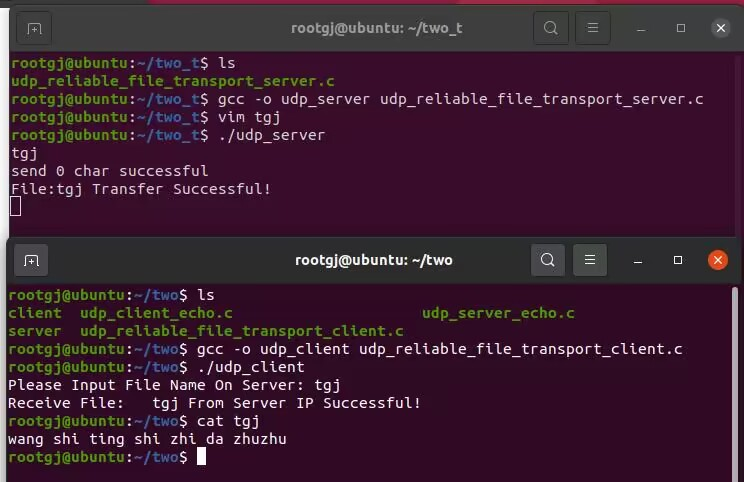 rootgj@ubuntu: ~/two_t
rootgj@ubuntu:~/two_t$ ls
udp_reliable_file_transport_server.c
rootgj@ubuntu:~/two_t$ gcc -o udp_server udp_reliable_file_transport_server.c
rootgj@ubuntu:~/two_t$ vim tgj
rootgj@ubuntu:~/two_t$ ./udp_server
tgj
send 0 char successful
File:tgj Transfer Successful!
rootgj@ubuntu: ~/two
rootgj@ubuntu:~/two$ ls
client  udp_client_echo.c                     udp_server_echo.c
server  udp_reliable_file_transport_client.c
rootgj@ubuntu:~/two$ gcc -o udp_client udp_reliable_file_transport_client.c
rootgj@ubuntu:~/two$ ./udp_client
Please Input File Name On Server: tgj
Receive File:   tgj From Server IP Successful!
rootgj@ubuntu:~/two$ cat tgj
wang shi ting shi zhi da zhuzhu
rootgj@ubuntu:~/two$